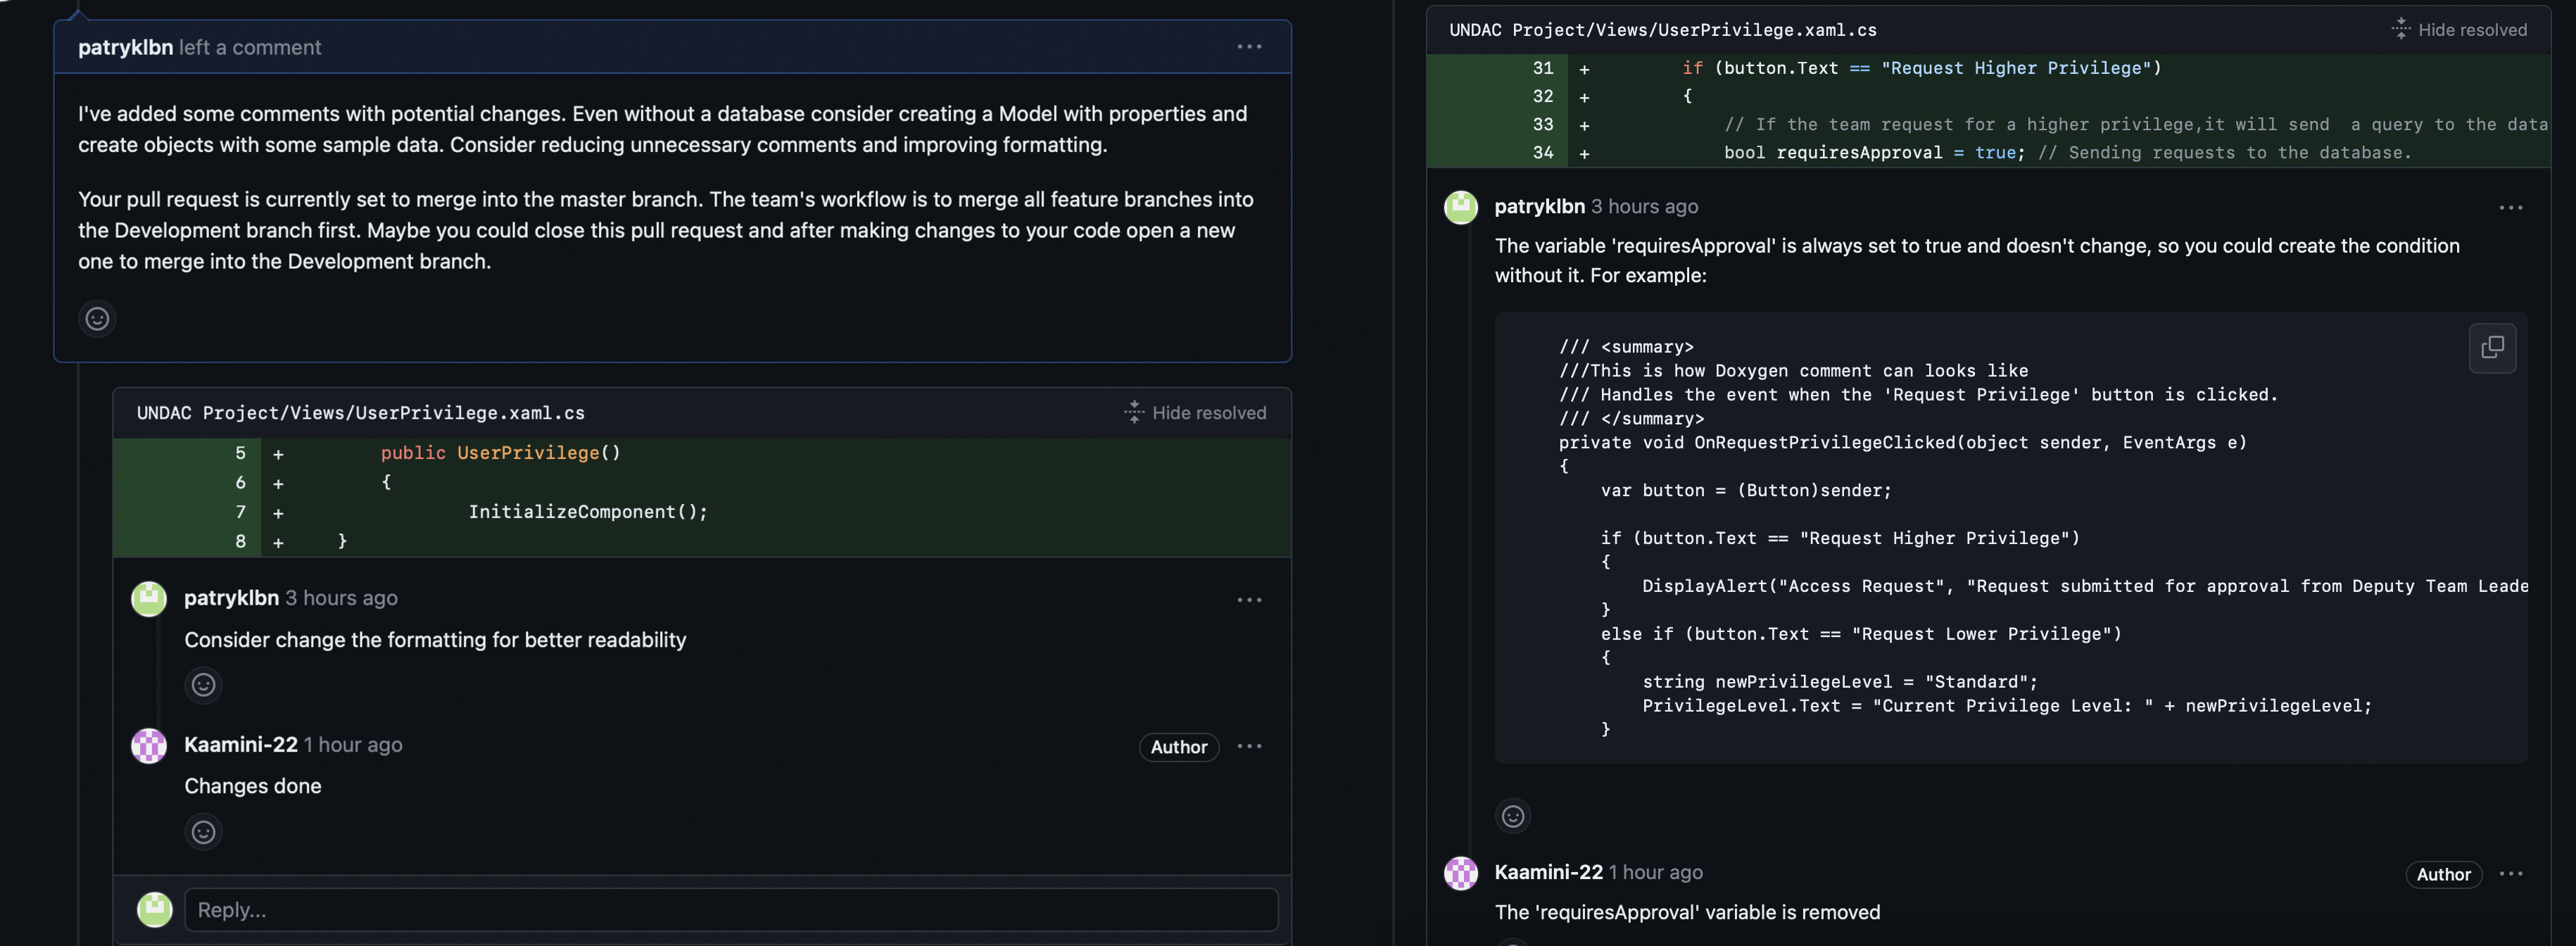 patryklbn left a comment
I've added some comments with potential changes. Even without a database consider creating a Model with properties and
create objects with some sample data. Consider reducing unnecessary comments and improving formatting.
Your pull request is currently set to merge into the master branch. The team's workflow is to merge all feature branches into
the Development branch first. Maybe you could close this pull request and after making changes to your code open a new
one to merge into the Development branch.
UNDAC Project/Views/UserPrivilege.xaml.cs
Hide resolved
5 + public UserPrivilege()
6 + {
7 + InitializeComponent();
8 + }
patryklbn 3 hours ago
Consider change the formatting for better readability
Kaamini-22 1 hour ago
Author
Changes done
Reply...
UNDAC Project/Views/UserPrivilege.xaml.cs
Hide resolved
31 + if (button.Text == "Request Higher Privilege")
32 + {
33 + // If the team request for a higher privilege,it will send  a query to the data
34 + bool requiresApproval = true; // Sending requests to the database.
patryklbn 3 hours ago
The variable 'requiresApproval' is always set to true and doesn't change, so you could create the condition
without it. For example:
/// <summary>
///This is how Doxygen comment can looks like
/// Handles the event when the 'Request Privilege' button is clicked.
/// </summary>
private void OnRequestPrivilegeClicked(object sender, EventArgs e)
{
var button = (Button)sender;
if (button.Text == "Request Higher Privilege")
{
DisplayAlert("Access Request", "Request submitted for approval from Deputy Team Leade
}
else if (button.Text == "Request Lower Privilege")
{
string newPrivilegeLevel = "Standard";
PrivilegeLevel.Text = "Current Privilege Level: " + newPrivilegeLevel;
}
Kaamini-22 1 hour ago
Author
The 'requiresApproval' variable is removed